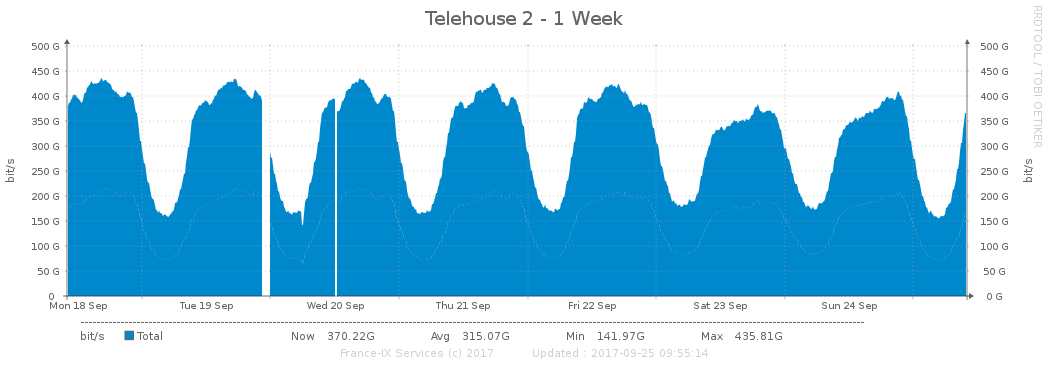 Telehouse 2 - 1 Week
RRDTOOL / TOBI OETIKER
500 G 500 G
450 G 450 G
400 G 400 G
350 G 350 G
300 G 300 G
250 G 250 G
200 G 200 G
150 G 150 G
100 G 100 G
50 G 50 G
0 0 G
bit/s bit/s
Mon 18 Sep Tue 19 Sep Wed 20 Sep Thu 21 Sep Fri 22 Sep Sat 23 Sep Sun 24 Sep
bit/s Total Now 370.22G Avg 315.07G Min 141.97G Max 435.81G
France-IX Services (c) 2017 Updated : 2017-09-25 09:55:14